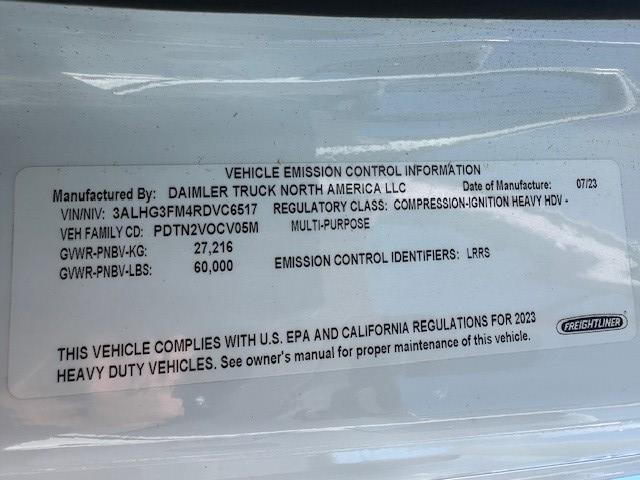 VEHICLE EMISSION CONTROL INFORMATION
Manufactured By: DAIMLER TRUCK NORTH AMERICA LLC Date of Manufacture: 07/23
VIN/NIV: 3ALHG3FM4RDVC6517 REGULATORY CLASS: COMPRESSION-IGNITION HEAVY HDV -
VEH FAMILY CD: PDTN2VOCV05M MULTI-PURPOSE
GVWR-PNBV-KG: 27,216
GVWR-PNBV-LBS: 60,000 EMISSION CONTROL IDENTIFIERS: LRRS
THIS VEHICLE COMPLIES WITH U.S. EPA AND CALIFORNIA REGULATIONS FOR 2023
HEAVY DUTY VEHICLES. See owner's manual for proper maintenance of this vehicle.
FREIGHTLINER